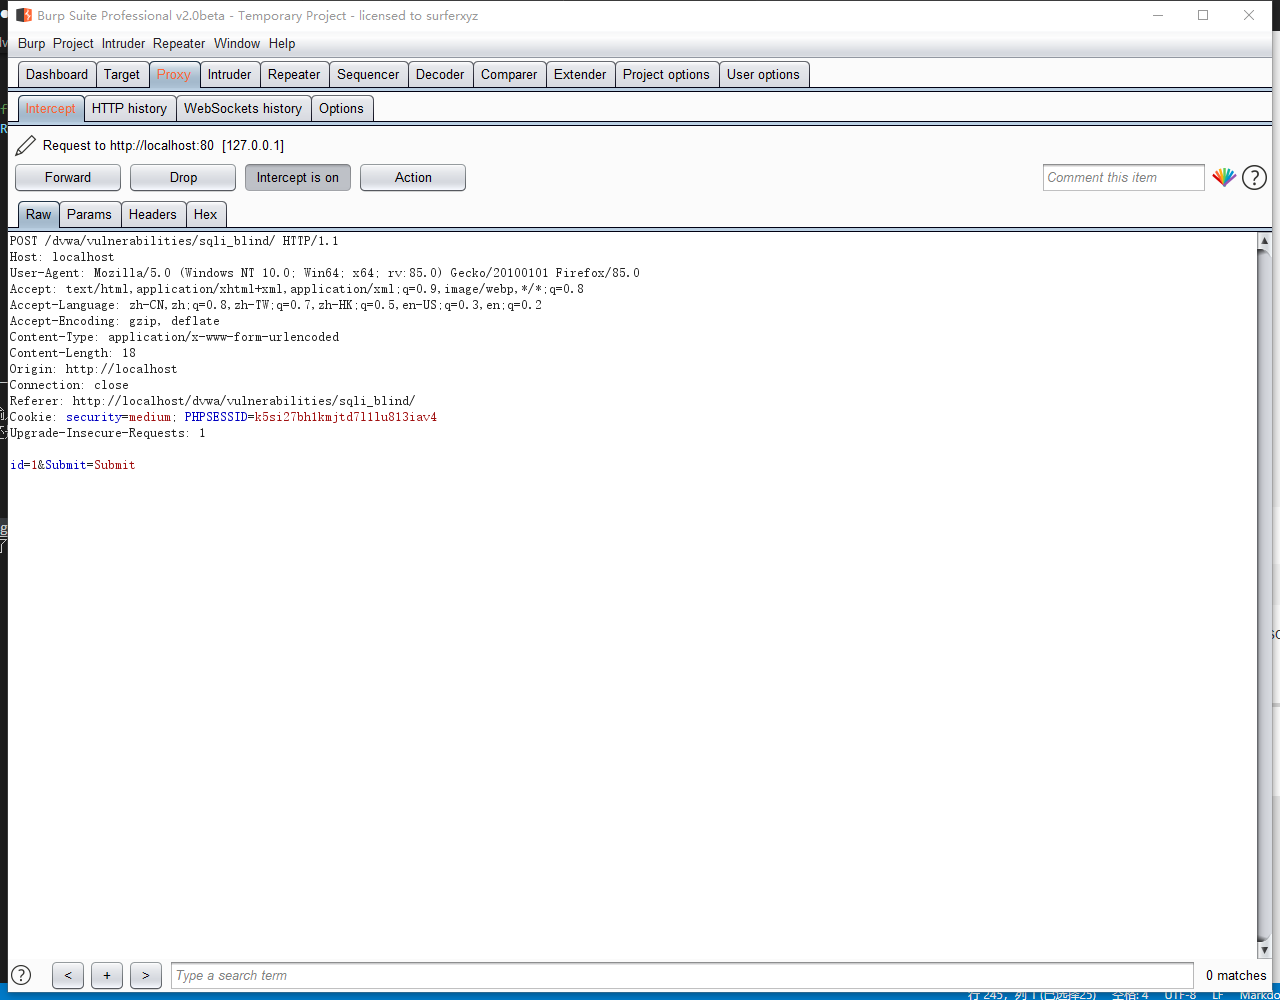 Burp Suite Professional v2.0beta - Temporary Project - licensed to surferxyz
Burp Project Intruder Repeater Window Help
Dashboard Target Proxy Intruder Repeater Sequencer Decoder Comparer Extender Project options User options
Intercept HTTP history WebSockets history Options
Request to http://localhost:80 [127.0.0.1]
Forward Drop Intercept is on Action Comment this item ?
Raw Params Headers Hex
POST /dvwa/vulnerabilities/sqli_blind/ HTTP/1.1
Host: localhost
User-Agent: Mozilla/5.0 (Windows NT 10.0; Win64; x64; rv:85.0) Gecko/20100101 Firefox/85.0
Accept: text/html,application/xhtml+xml,application/xml;q=0.9,image/webp,*/*;q=0.8
Accept-Language: zh-CN,zh;q=0.8,zh-TW;q=0.7,zh-HK;q=0.5,en-US;q=0.3,en;q=0.2
Accept-Encoding: gzip, deflate
Content-Type: application/x-www-form-urlencoded
Content-Length: 18
Origin: http://localhost
Connection: close
Referer: http://localhost/dvwa/vulnerabilities/sqli_blind/
Cookie: security=medium; PHPSESSID=k5si27bh1kmjtd7l1lu813iav4
Upgrade-Insecure-Requests: 1
id=1&Submit=Submit
? < + > Type a search term 0 matches
行 245，列 1 (已选择25) 空格: 4 UTF-8 LF Markdo